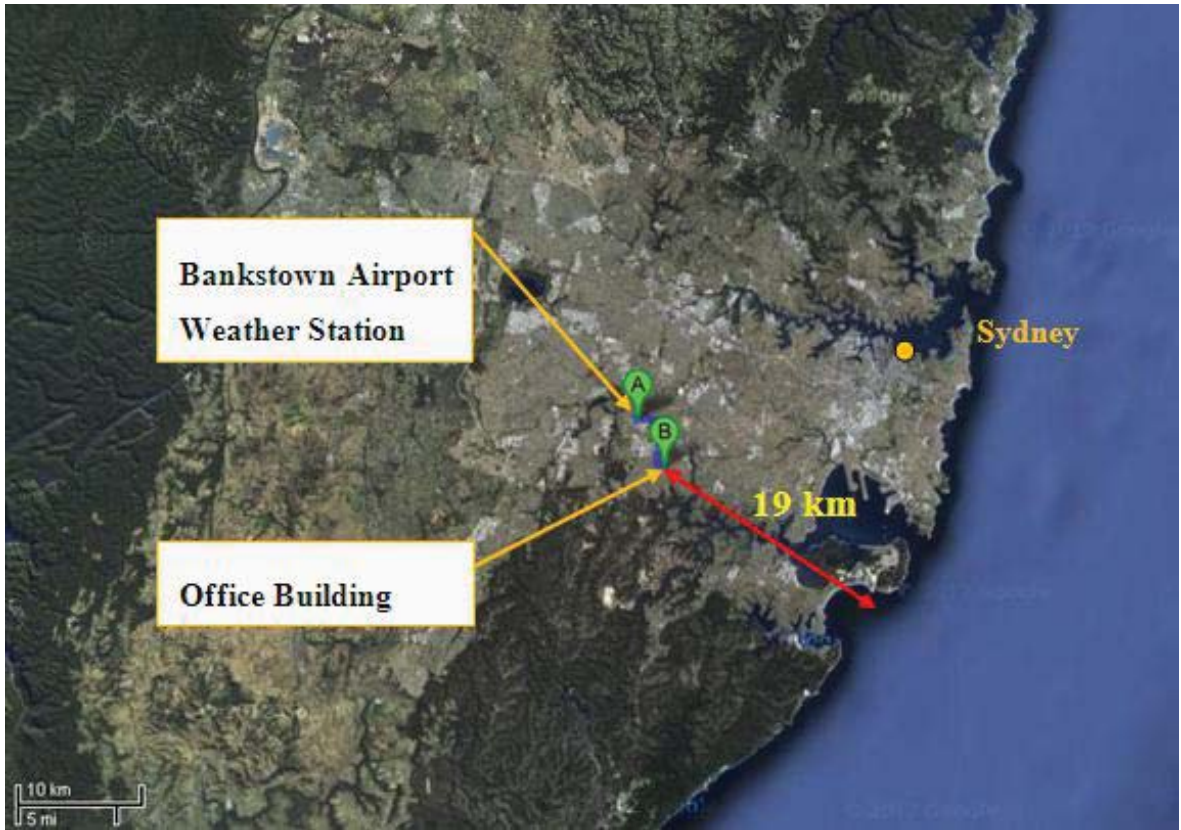 Bankstown Airport
Weather Station
Sydney
A
B
19 km
Office Building
10 km
5 mi